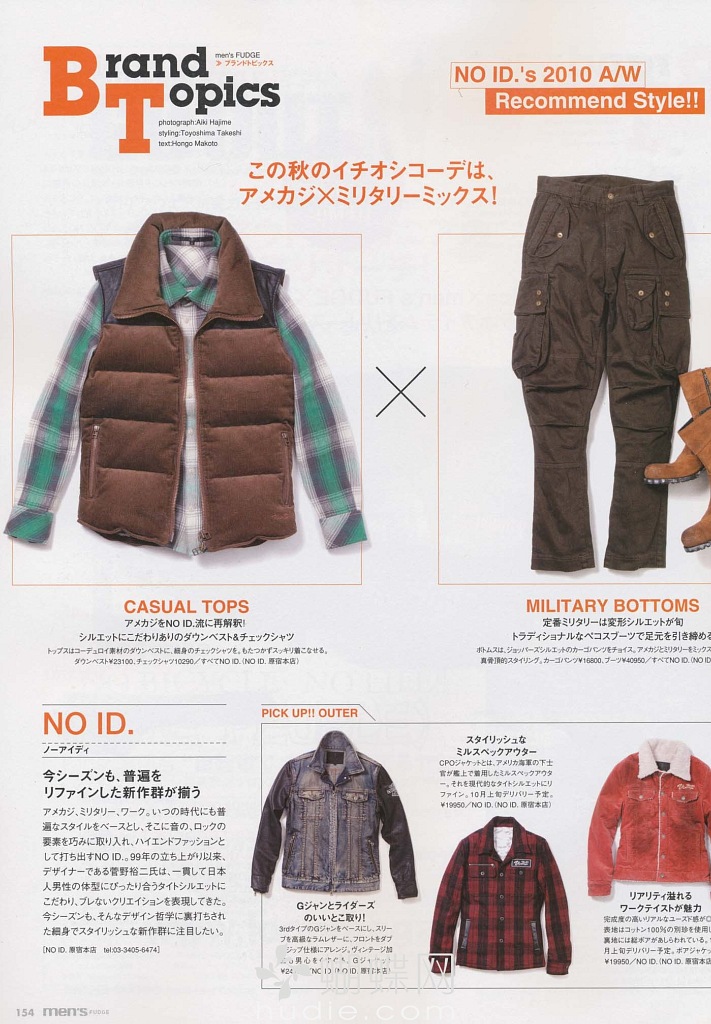 Brand Topics
men's FUDGE
≫ ブランドトピックス
photograph:Aiki Hajime
styling:Toyoshima Takeshi
text:Hongo Makoto
NO ID.'s 2010 A/W
Recommend Style!!
この秋のイチオシコーデは、
アメカジ×ミリタリーミックス!
×
CASUAL TOPS
アメカジをNO ID.流に再解釈!
シルエットにこだわりありのダウンベスト&チェックシャツ
トップスはコーデュロイ素材のダウンベストに、細身のチェックシャツを。もたつかずスッキリ着こなせる。
ダウンベスト¥23100、チェックシャツ10290／すべてNO ID.（NO ID. 原宿本店）
MILITARY BOTTOMS
定番ミリタリーは変形シルエットが旬
トラディショナルなペコスブーツで足元を引き締める
ボトムスは、ジョッパーズシルエットのカーゴパンツをチョイス。アメカジとミリタリーをミックス
真骨頂的スタイリング。カーゴパンツ¥16800、ブーツ¥40950／すべてNO ID.（NO ID
NO ID.
ノーアイディ
今シーズンも、普遍を
リファインした新作群が揃う
アメカジ、ミリタリー、ワーク。いつの時代にも普
遍なスタイルをベースとし、そこに音の、ロックの
要素を巧みに取り入れ、ハイエンドファッションと
して打ち出すNO ID.。99年の立ち上がり以来、
デザイナーである菅野裕二氏は、一貫して日本
人男性の体型にぴったり合うタイトシルエットに
こだわり、ブレないクリエイションを表現してきた。
今シーズンも、そんなデザイン哲学に裏打ちされ
た細身でスタイリッシュな新作群に注目したい。
[NO ID. 原宿本店　tel:03-3405-6474]
PICK UP!! OUTER
Gジャンとライダーズ
のいいとこ取り!
3rdタイプのGジャンをベースにし、スリー
ブを高級なラムレザーに、フロントをダブ
ジップ仕様にアレンジ。ヴィンテージ加
NO ID.（NO ID. 原宿本店）
スタイリッシュな
ミルスペックアウター
CPOジャケットとは、アメリカ海軍の下士
官が艦上で着用したミルスペックアウタ
ー。それを現代的なタイトシルエットにリ
ファイン。10月上旬デリバリー予定。
¥19950／NO ID.（NO ID. 原宿本店）
リアリティ溢れる
ワークテイストが魅力
完成度の高いリアルなユーズド感が◎
表地はコットン100%の別珍を使用し
裏地には総ボアがあしらわれている。
月上旬デリバリー予定。ボアジャケ
¥19950／NO ID.（NO ID. 原宿本店
154 men's FUDGE
蝴蝶网
hudie.com